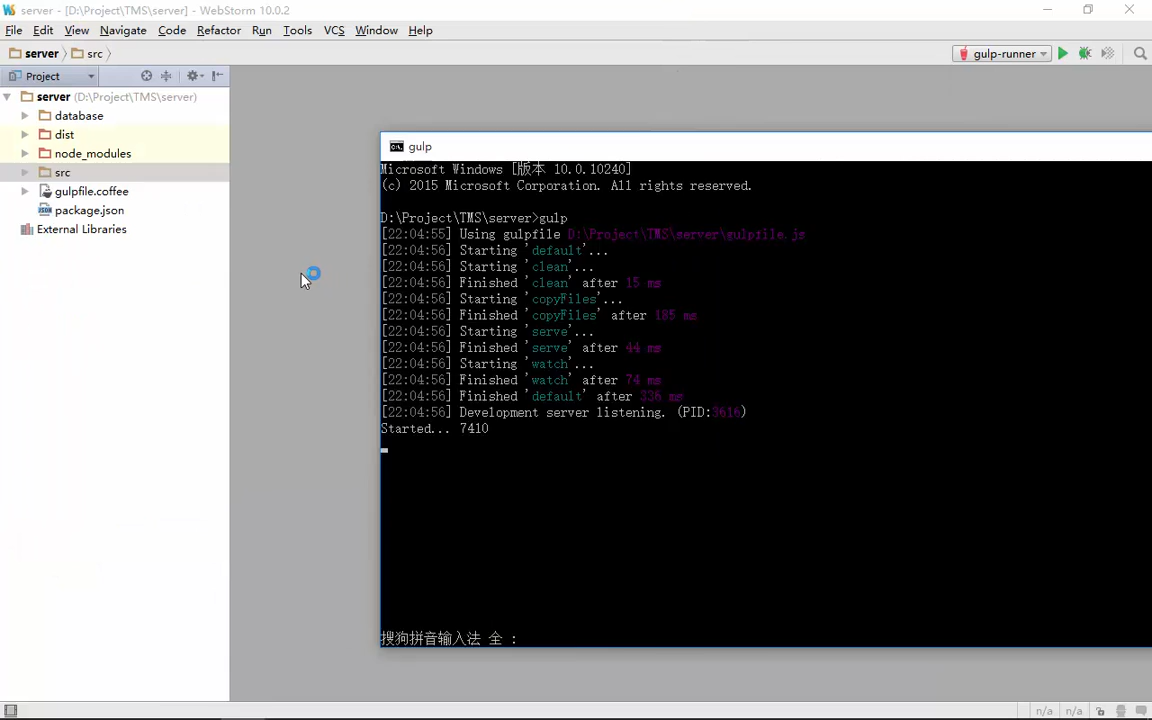 server - [D:\Project\TMS\server] - WebStorm 10.0.2
File Edit View Navigate Code Refactor Run Tools VCS Window Help
server src gulp-runner
Project
server (D:\Project\TMS\server)
database
dist
node_modules
src
gulpfile.coffee
package.json
External Libraries
gulp
Microsoft Windows [版本 10.0.10240]
(c) 2015 Microsoft Corporation. All rights reserved.
D:\Project\TMS\server>gulp
[22:04:55] Using gulpfile D:\Project\TMS\server\gulpfile.js
[22:04:56] Starting 'default'...
[22:04:56] Starting 'clean'...
[22:04:56] Finished 'clean' after 15 ms
[22:04:56] Starting 'copyFiles'...
[22:04:56] Finished 'copyFiles' after 185 ms
[22:04:56] Starting 'serve'...
[22:04:56] Finished 'serve' after 44 ms
[22:04:56] Starting 'watch'...
[22:04:56] Finished 'watch' after 74 ms
[22:04:56] Finished 'default' after 336 ms
[22:04:56] Development server listening. (PID:3616)
Started... 7410
搜狗拼音输入法 全 :
n/a n/a